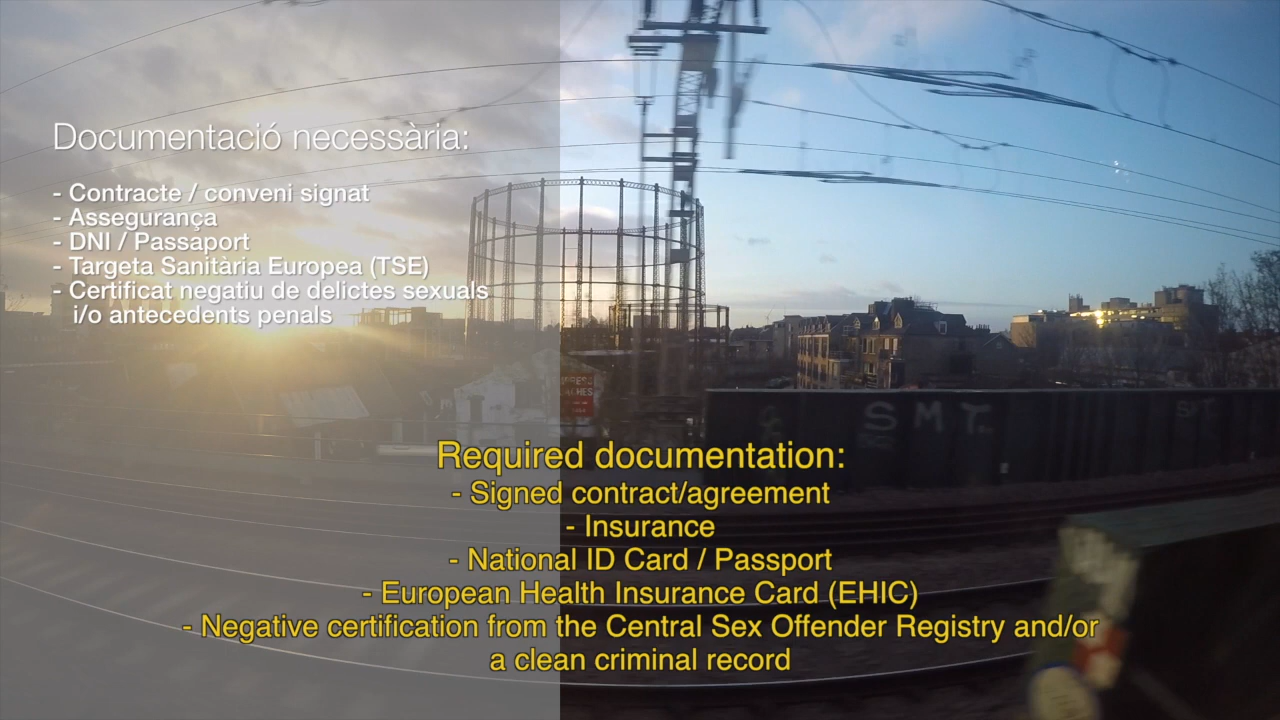 Documentació necessària:
- Contracte / conveni signat
- Assegurança
- DNI / Passaport
- Targeta Sanitària Europea (TSE)
- Certificat negatiu de delictes sexuals
i/o antecedents penals
SMT
Required documentation:
- Signed contract/agreement
- Insurance
- National ID Card / Passport
- European Health Insurance Card (EHIC)
- Negative certification from the Central Sex Offender Registry and/or
a clean criminal record